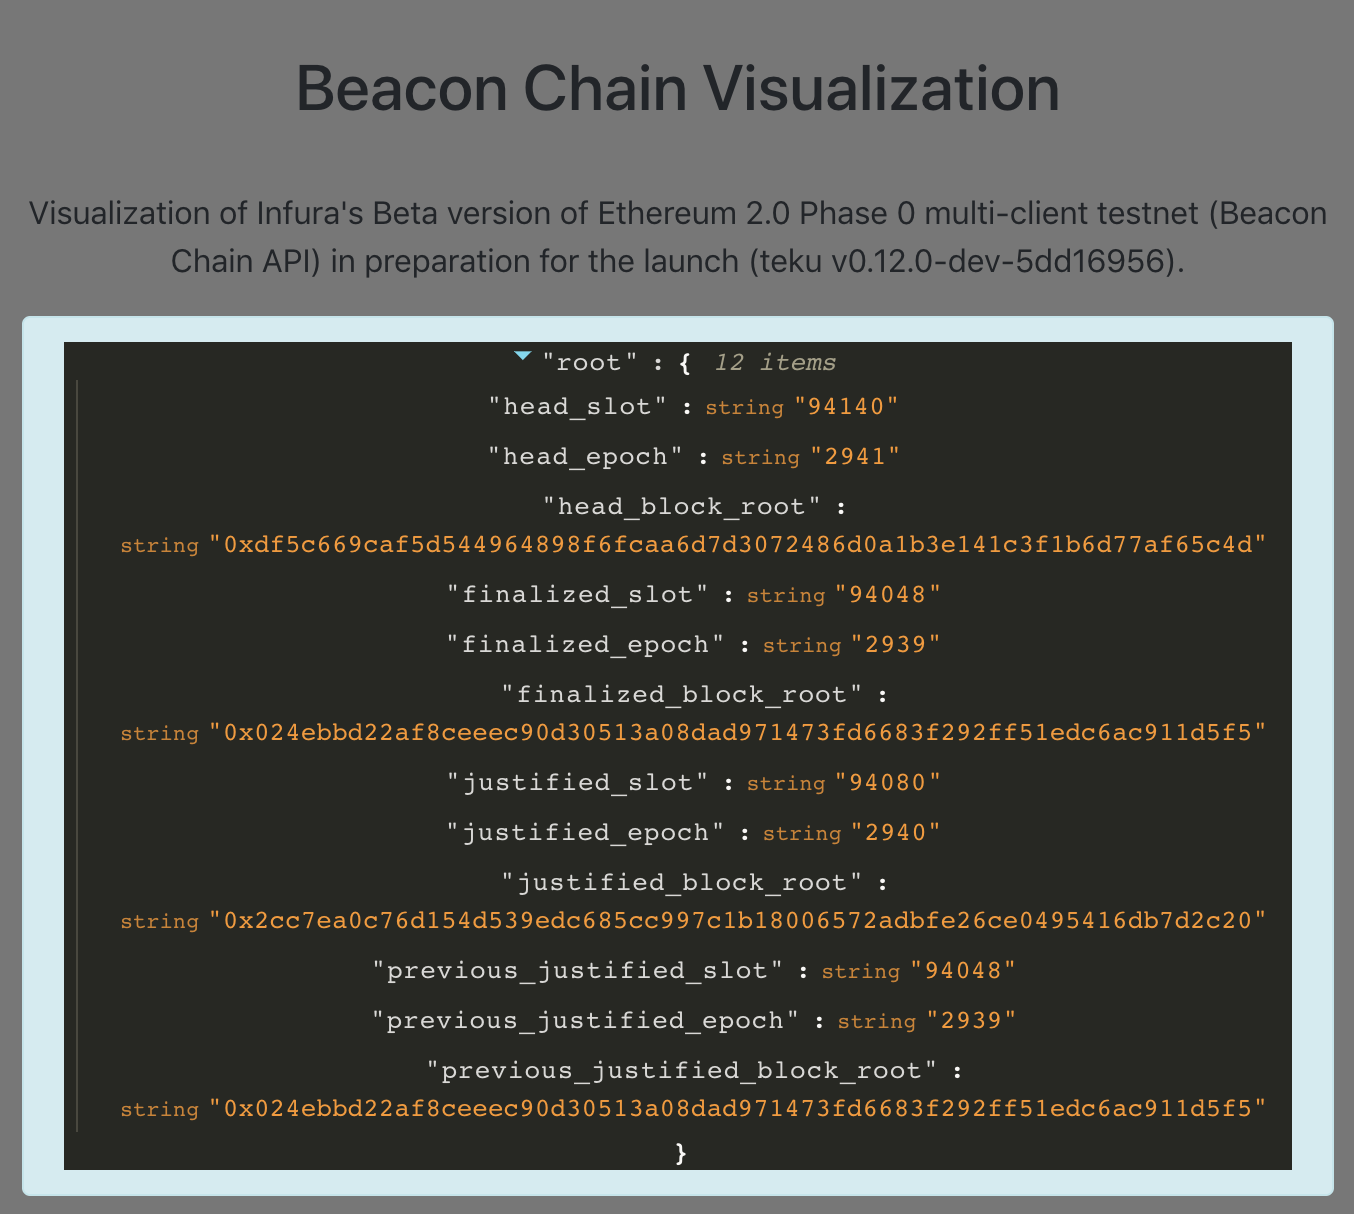 Beacon Chain Visualization
Visualization of Infura's Beta version of Ethereum 2.0 Phase 0 multi-client testnet (Beacon
Chain API) in preparation for the launch (teku v0.12.0-dev-5dd16956).
"root" : { 12 items
"head_slot" : string "94140"
"head_epoch" : string "2941"
"head_block_root" :
string "0xdf5c669caf5d544964898f6fcaa6d7d3072486d0a1b3e141c3f1b6d77af65c4d"
"finalized_slot" : string "94048"
"finalized_epoch" : string "2939"
"finalized_block_root" :
string "0x024ebbd22af8ceeec90d30513a08dad971473fd6683f292ff51edc6ac911d5f5"
"justified_slot" : string "94080"
"justified_epoch" : string "2940"
"justified_block_root" :
string "0x2cc7ea0c76d154d539edc685cc997c1b18006572adbfe26ce0495416db7d2c20"
"previous_justified_slot" : string "94048"
"previous_justified_epoch" : string "2939"
"previous_justified_block_root" :
string "0x024ebbd22af8ceeec90d30513a08dad971473fd6683f292ff51edc6ac911d5f5"
}